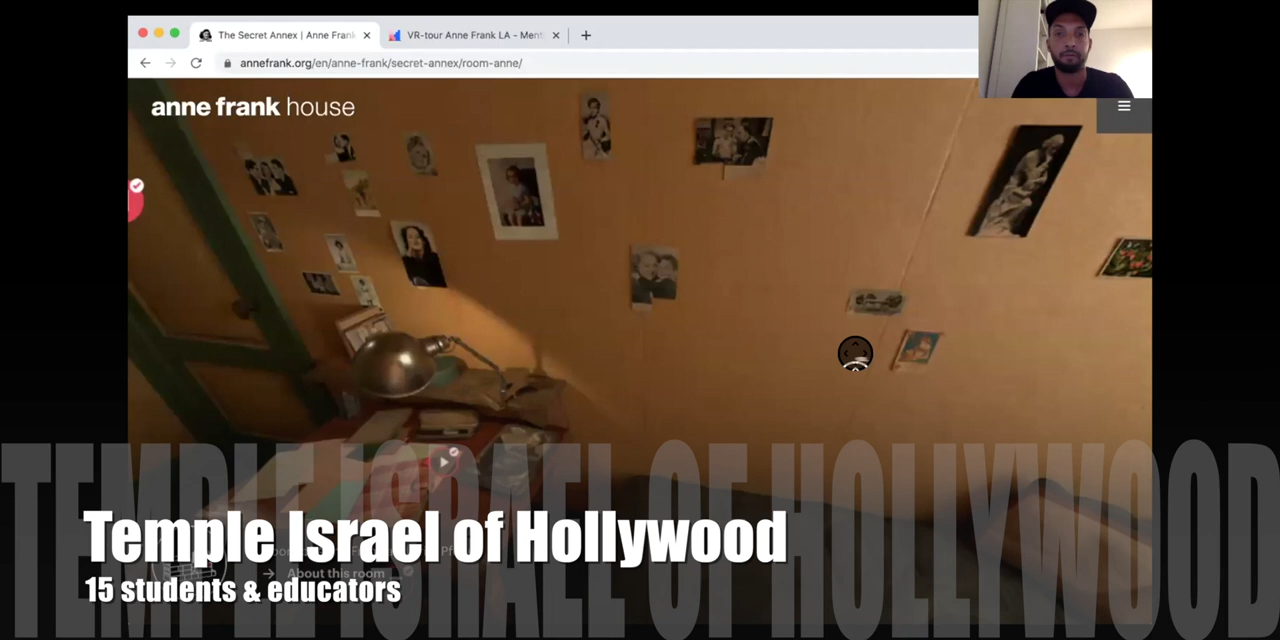 The Secret Annex | Anne Frank
VR-tour Anne Frank LA - Ment
annefrank.org/en/anne-frank/secret-annex/room-anne/
anne frank house
TEMPLE ISRAEL OF HOLLYWOOD
Temple Israel of Hollywood
About this room
15 students & educators